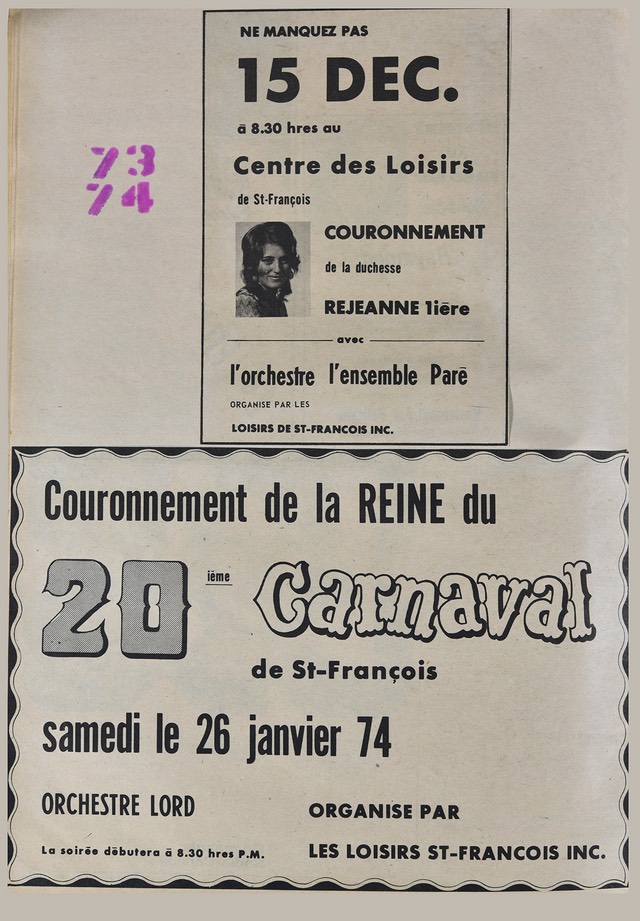 NE MANQUEZ PAS
15 DEC.
ā 8.30 hres au
Centre des Loisirs
de St-François
73
74
COURONNEMENT
de la duchesse
REJEANNE 1iēre
avec
l'orchestre l'ensemble Parē
ORGANISE PAR LES
LOISIRS DE ST-FRANCOIS INC.
Couronnement de la REINE du
20 ième Carnaval
de St-François
samedi le 26 janvier 74
ORCHESTRE LORD
ORGANISE PAR
La soirēe dēbutera ā 8.30 hres P.M.
LES LOISIRS ST-FRANCOIS INC.